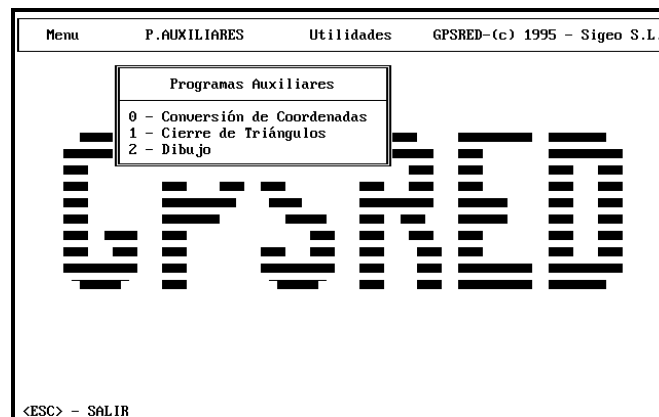 Menu P.AUXILIARES Utilidades GPSRED-(c) 1995 - Sigeo S.L.
Programas Auxiliares
0 - Conversión de Coordenadas
1 - Cierre de Triángulos
2 - Dibujo
GPSRED
<ESC> - SALIR